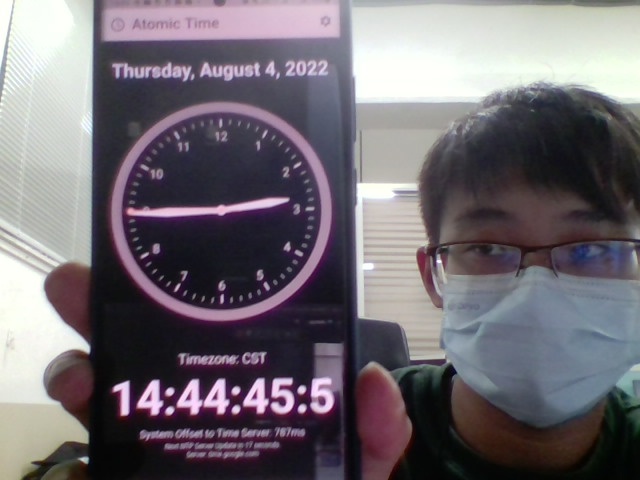 Atomic Time
Thursday, August 4, 2022
12
11 1
10 2
3
8 4
7 5
6
Timezone: CST
14:44:45:5
System Offset to Time Server: 787ms
Next NTP Server Update in 17 seconds
Server: time.google.com